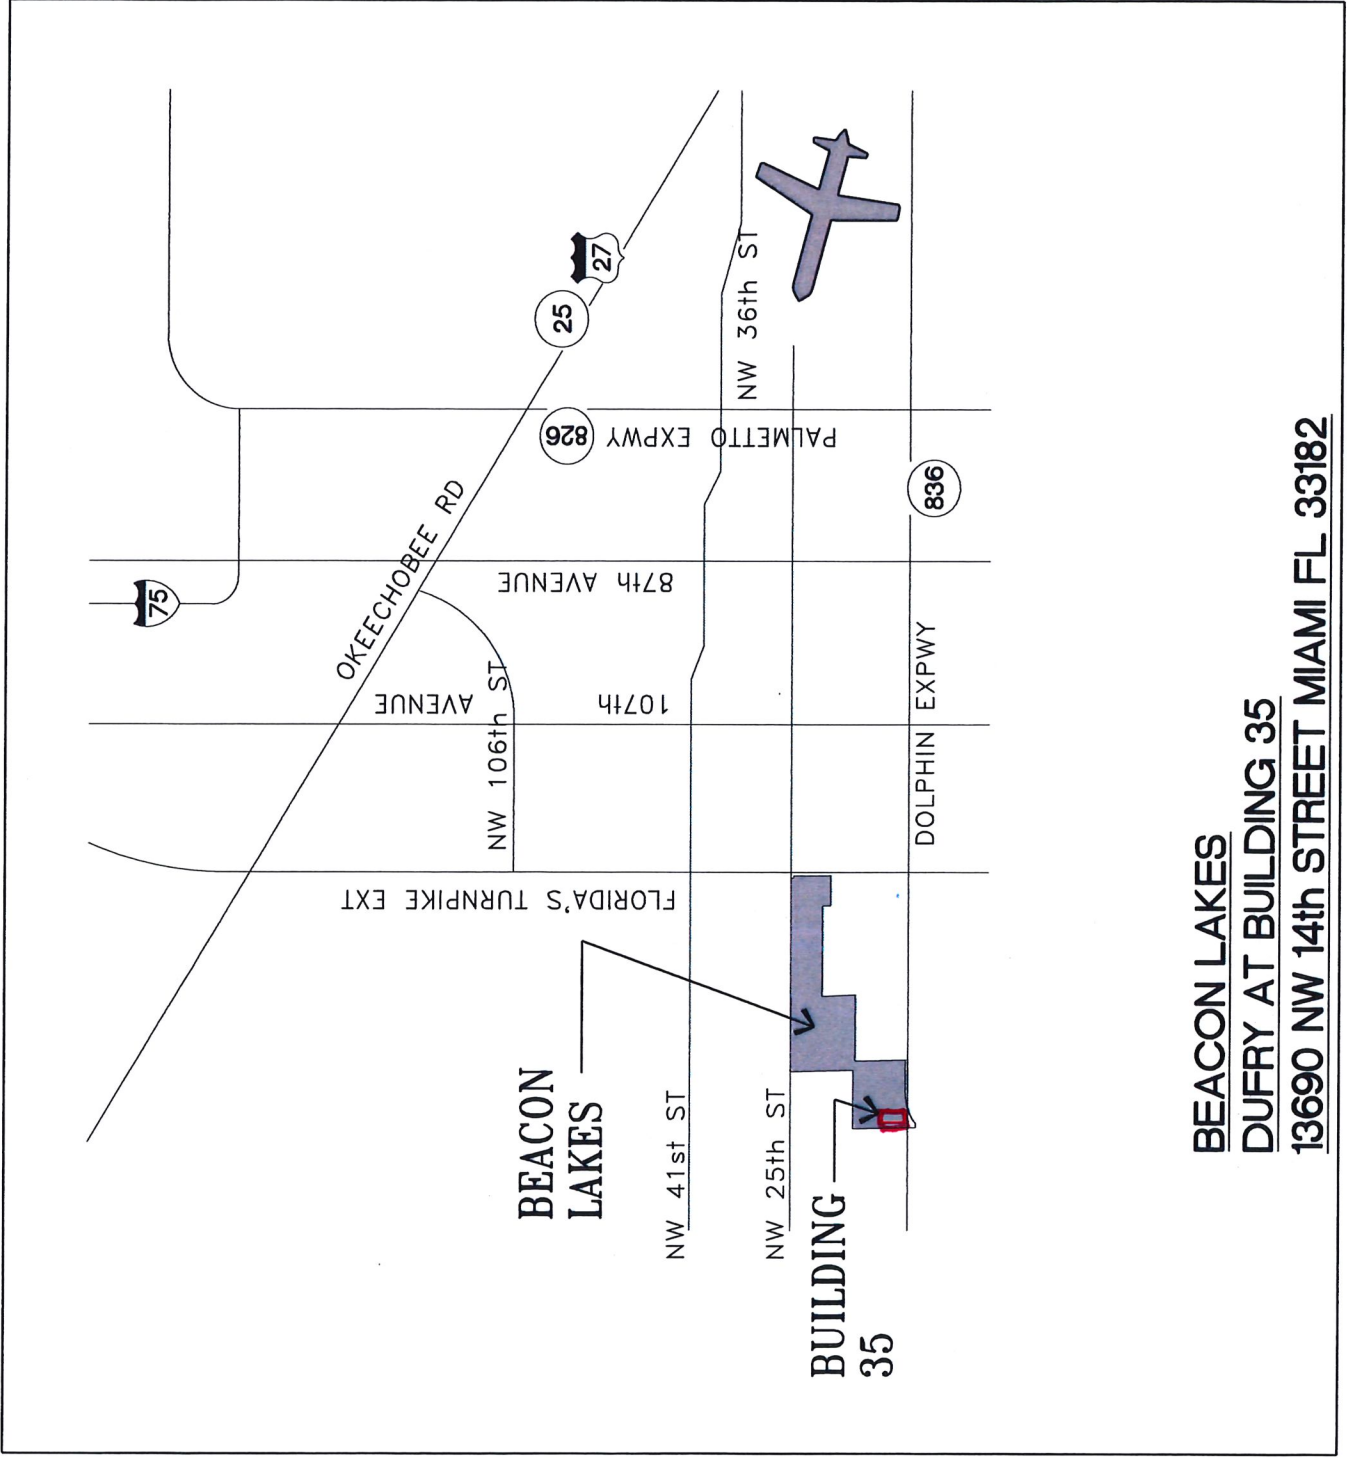 75
OKEECHOBEE RD
25
27
826
PALMETTO EXPWY
87th AVENUE
107th AVENUE
NW 106th ST
FLORIDA'S TURNPIKE EXT
NW 36th ST
NW 41st ST
NW 25th ST
836
DOLPHIN EXPWY
BEACON
LAKES
BUILDING
35
BEACON LAKES
DUFRY AT BUILDING 35
13690 NW 14th STREET MIAMI FL 33182